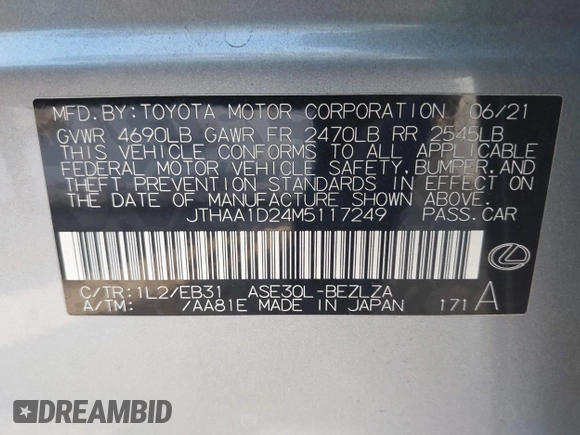 MFD.BY:TOYOTA MOTOR CORPORATION 06/21
GVWR 4690LB GAWR FR 2470LB RR 2545LB
THIS VEHICLE CONFORMS TO ALL APPLICABLE
FEDERAL MOTOR VEHICLE SAFETY,BUMPER,AND
THEFT PREVENTION STANDARDS IN EFFECT ON
THE DATE OF MANUFACTURE SHOWN ABOVE.
JTHAA1D24M5117249 PASS.CAR
C/TR:1L2/EB31 ASE30L-BEZLZA
A/TM: /AA81E MADE IN JAPAN 171 A
DREAMBID